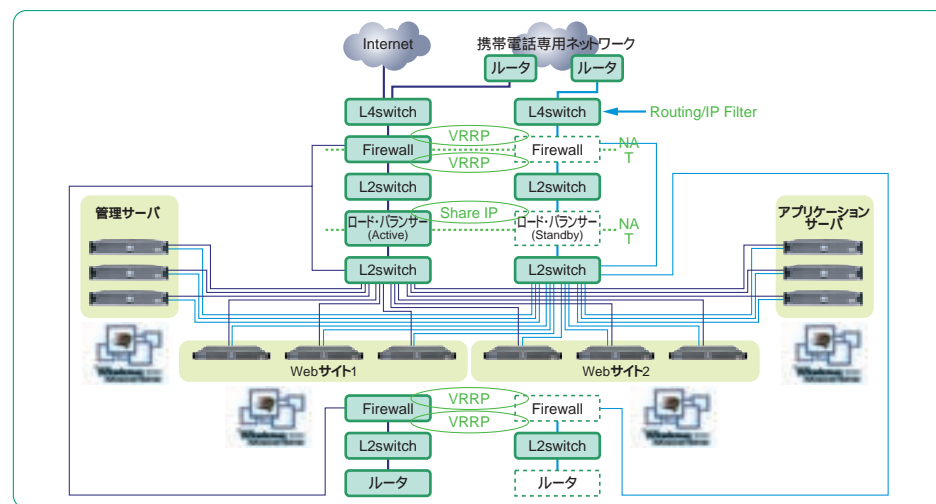 Internet
携帯電話専用ネットワーク
ルータ
ルータ
L4switch
L4switch
Routing/IP Filter
VRRP
Firewall
Firewall
NA
T
VRRP
L2switch
L2switch
管理サーバ
アプリケーション
サーバ
Share IP
ロード・バランサー
(Active)
ロード・バランサー
(Standby)
NA
T
L2switch
L2switch
Webサイト1
Webサイト2
VRRP
Firewall
Firewall
VRRP
L2switch
L2switch
ルータ
ルータ